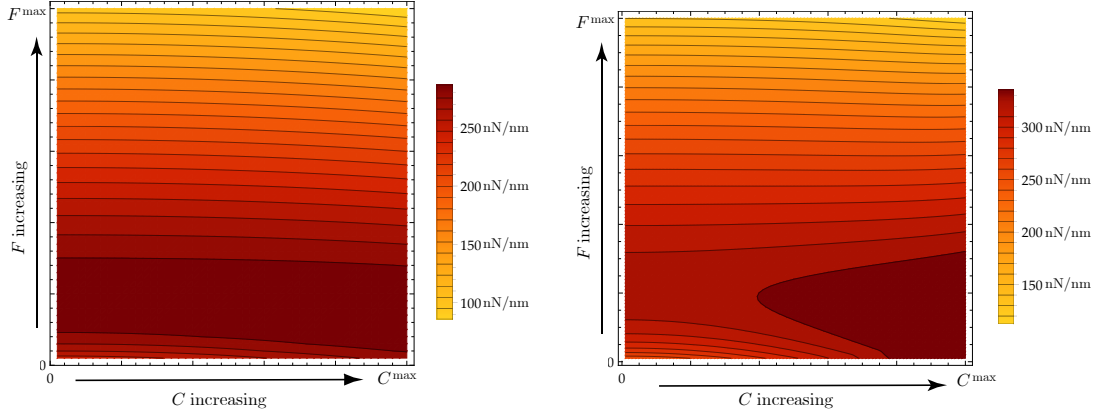 F max
F increasing
0
0
C increasing
C max
250 nN/nm
200 nN/nm
150 nN/nm
100 nN/nm
F max
F increasing
0
0
C increasing
C max
300 nN/nm
250 nN/nm
200 nN/nm
150 nN/nm